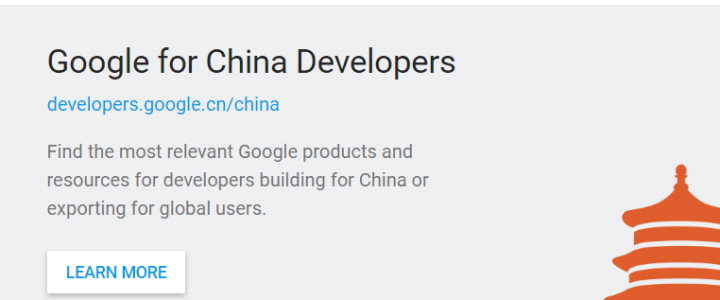 Google for China Developers
developers.google.cn/china
Find the most relevant Google products and
resources for developers building for China or
exporting for global users.
LEARN MORE